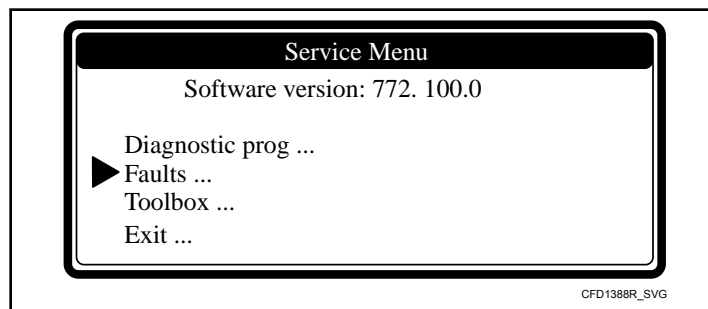 Service Menu
Software version: 772. 100.0
Diagnostic prog ...
Faults ...
Toolbox ...
Exit ...
CFD1388R_SVG